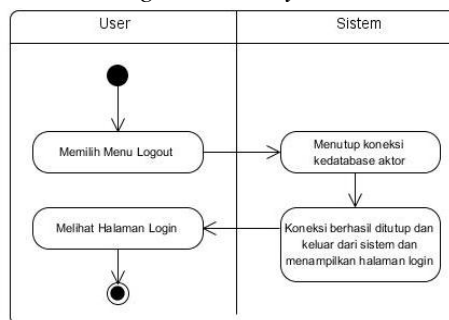 User
Sistem
Memilih Menu Logout
Menutup koneksi
kedatabase aktor
Melihat Halaman Login
Koneksi berhasil ditutup dan
keluar dari sistem dan
menampilkan halaman login